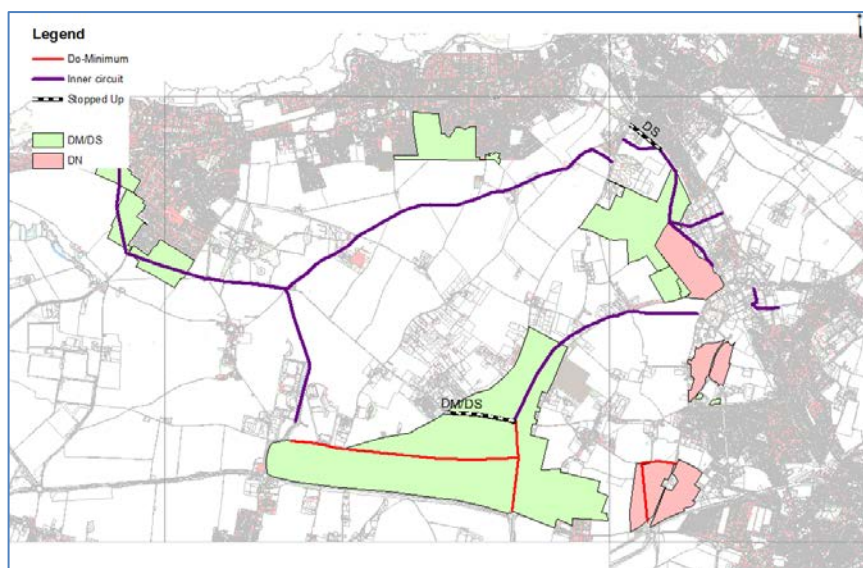 Legend
Do-Minimum
Inner circuit
Stopped Up
DM/DS
DN
DS
DM/DS